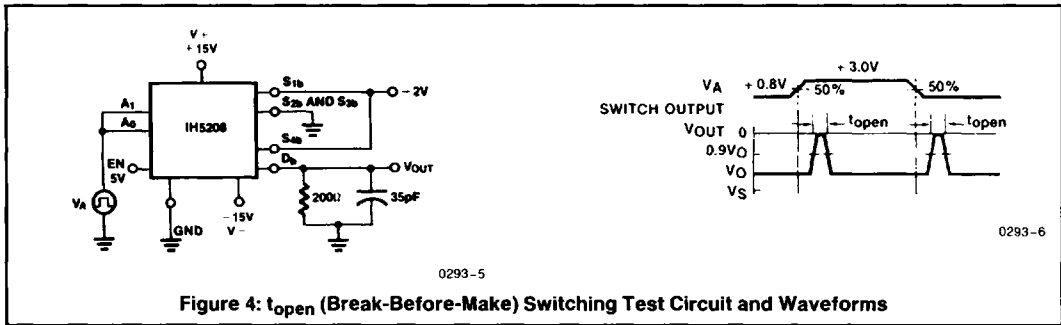 V+
+15V
A1
A0
EN
5V
VA
IH5208
S1b
S2b AND S3b
S4b
Db
-2V
VOUT
200Ω
35pF
GND
-15V
V-
0293-5
VA
+0.8V
+3.0V
50%
50%
SWITCH OUTPUT
VOUT
0
topen
topen
0.9VO
VO
VS
0293-6
Figure 4: topen (Break-Before-Make) Switching Test Circuit and Waveforms